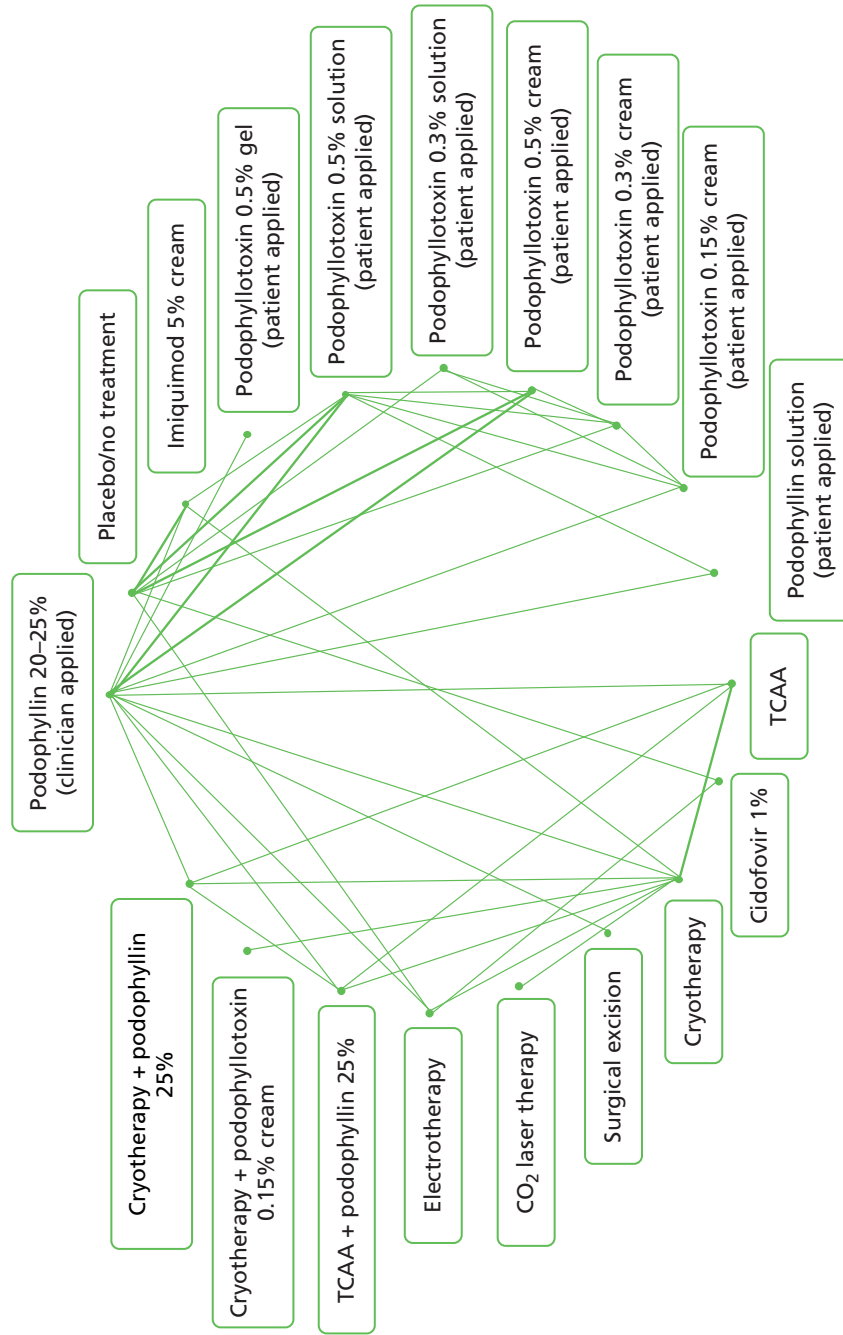 Podophyllin 20–25%
(clinician applied)
Placebo/no treatment
Imiquimod 5% cream
Podophyllotoxin 0.5% gel
(patient applied)
Podophyllotoxin 0.5% solution
(patient applied)
Podophyllotoxin 0.3% solution
(patient applied)
Podophyllotoxin 0.5% cream
(patient applied)
Podophyllotoxin 0.3% cream
(patient applied)
Podophyllotoxin 0.15% cream
(patient applied)
Podophyllin solution
(patient applied)
TCAA
Cidofovir 1%
Cryotherapy
Surgical excision
CO₂ laser therapy
Electrotherapy
TCAA + podophyllin 25%
Cryotherapy + podophyllotoxin
0.15% cream
Cryotherapy + podophyllin
25%